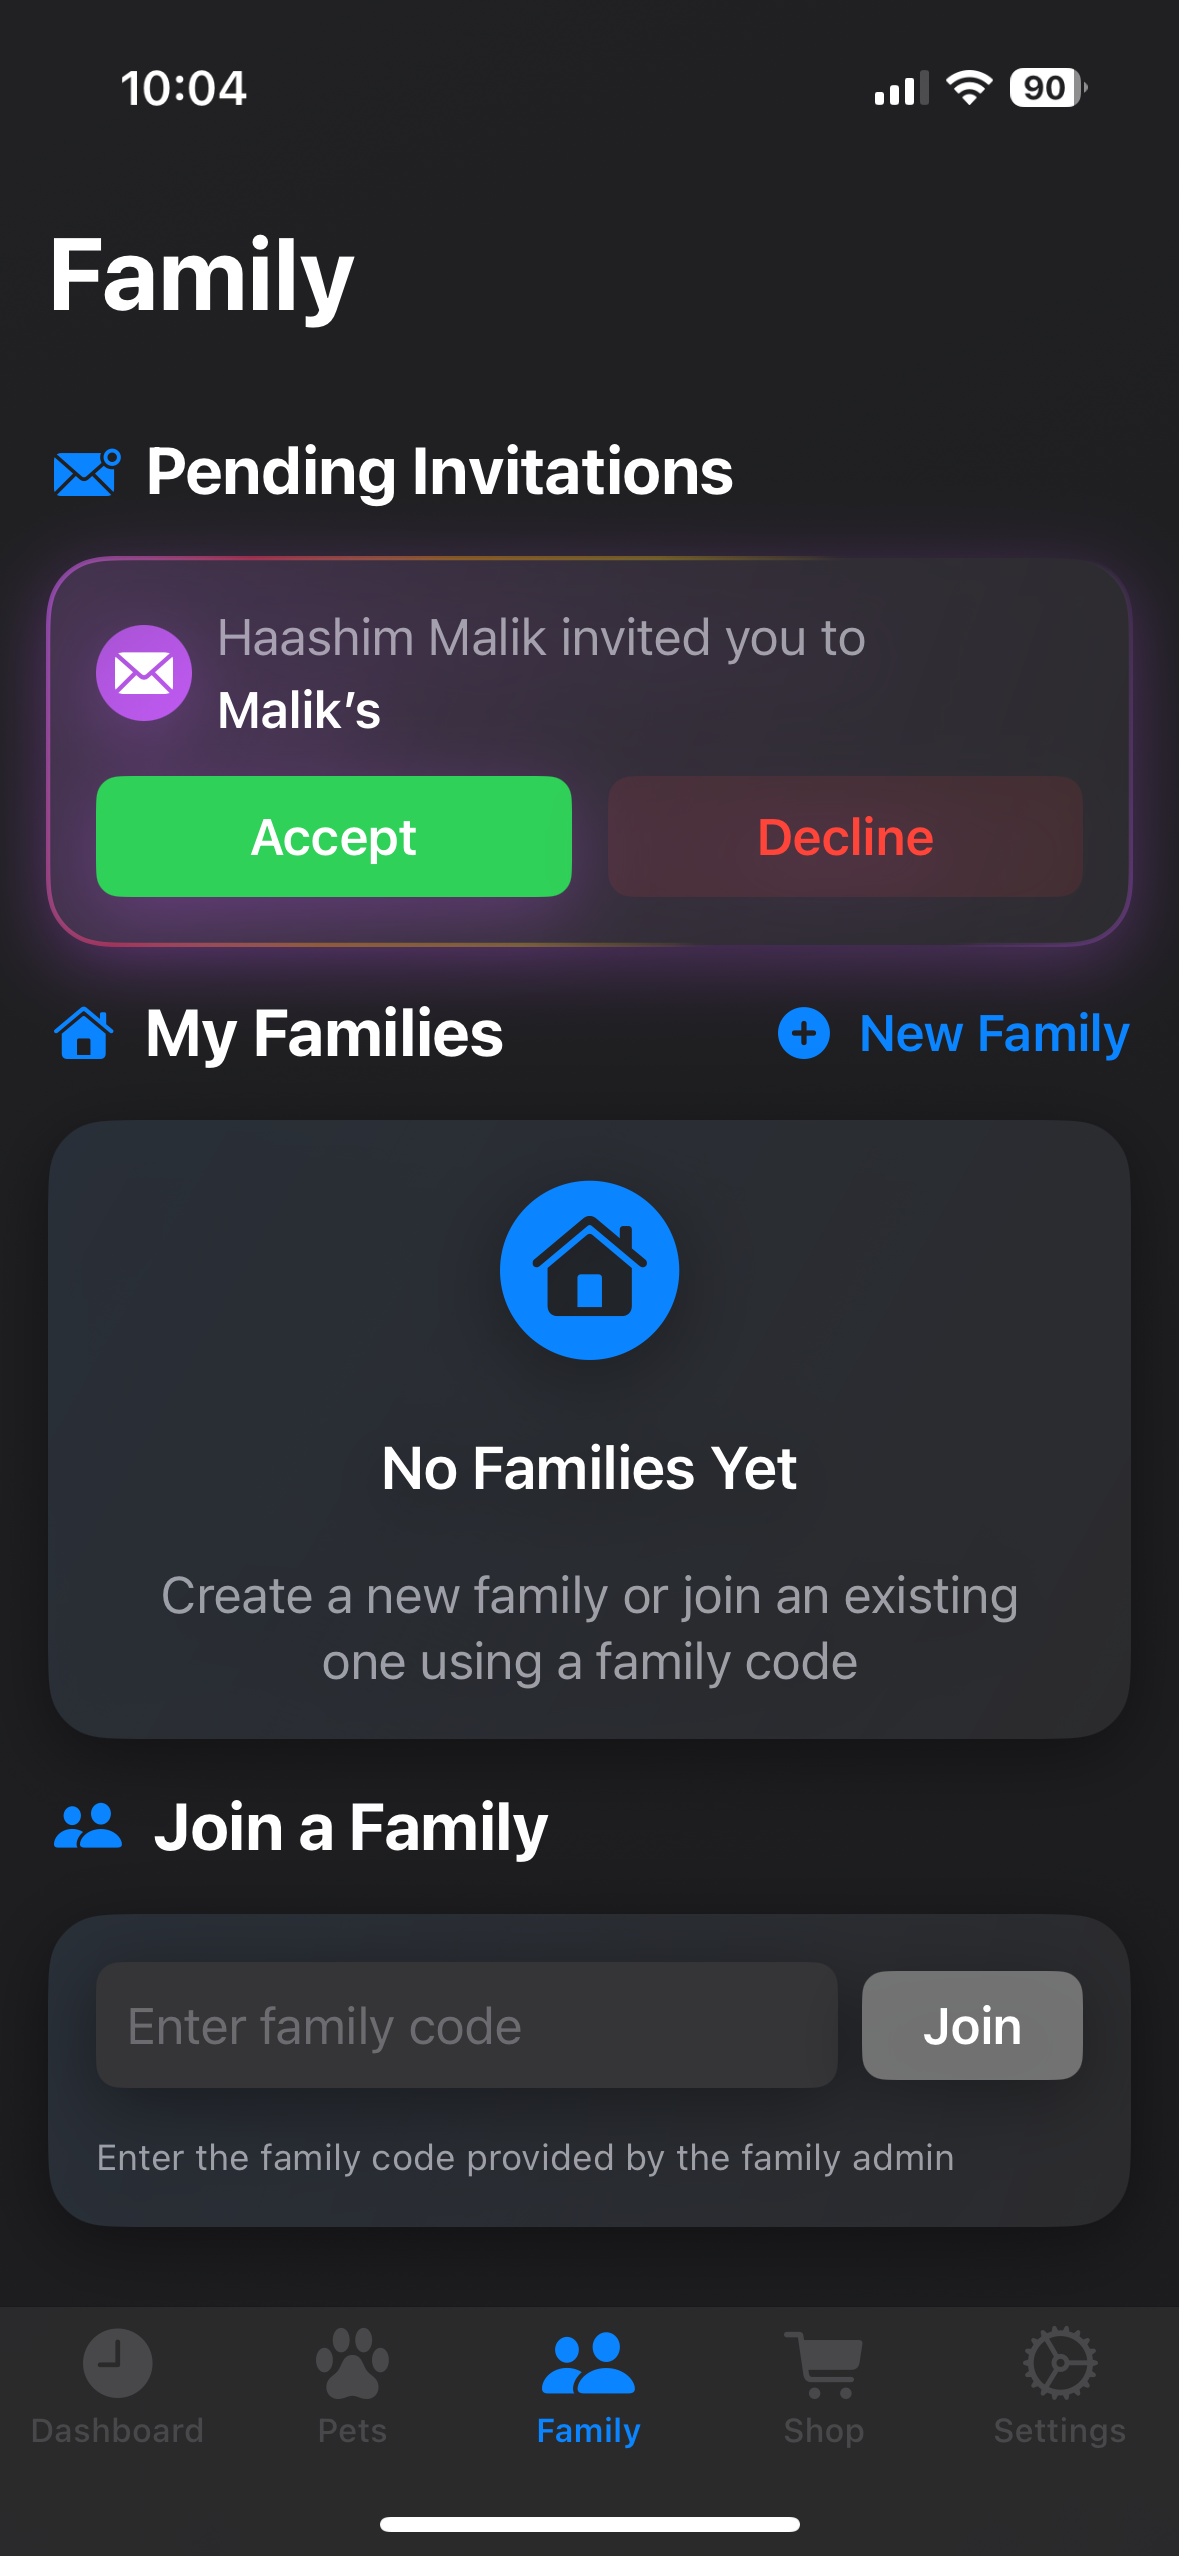 10:04
90
Family
Pending Invitations
Haashim Malik invited you to
Malik’s
Accept
Decline
My Families
New Family
No Families Yet
Create a new family or join an existing
one using a family code
Join a Family
Enter family code
Join
Enter the family code provided by the family admin
Dashboard
Pets
Family
Shop
Settings